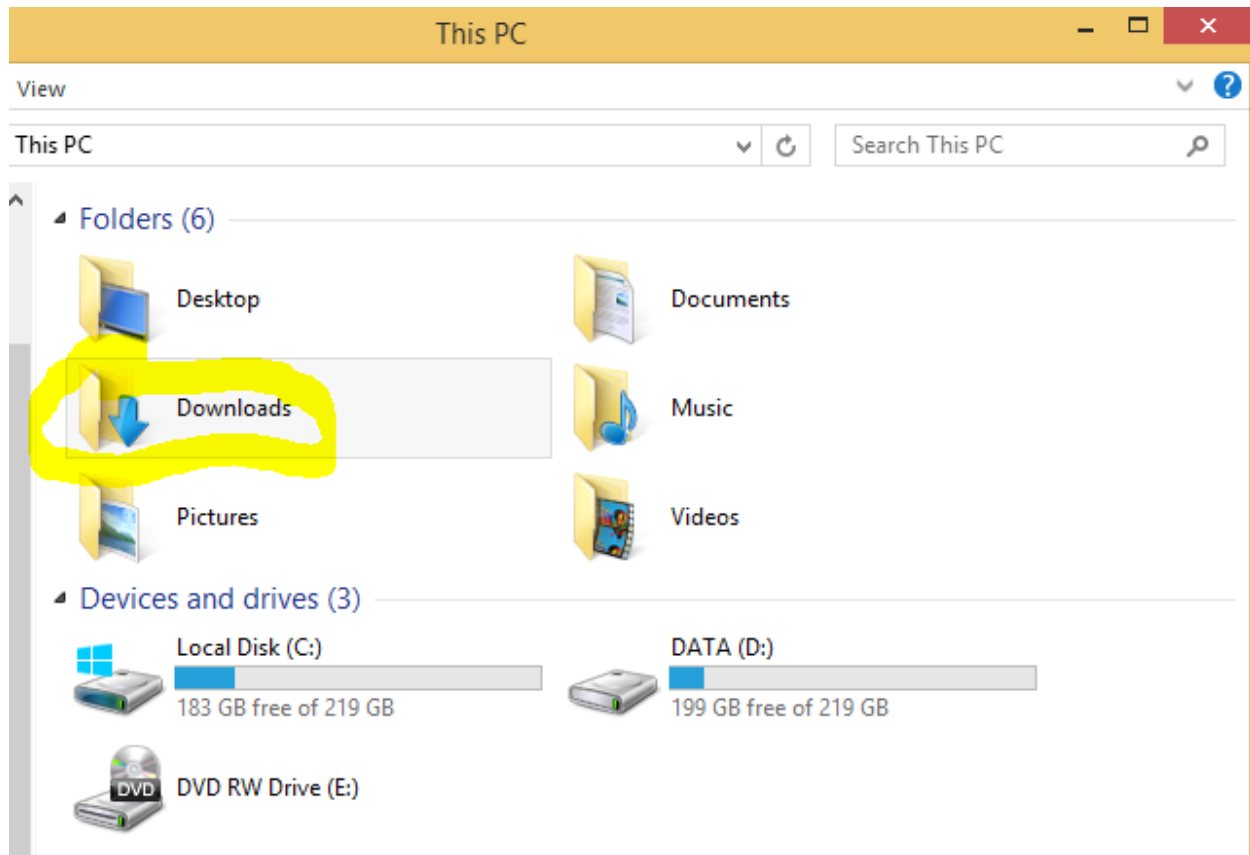 This PC
View
This PC
Search This PC
Folders (6)
Desktop
Documents
Downloads
Music
Pictures
Videos
Devices and drives (3)
Local Disk (C:)
183 GB free of 219 GB
DATA (D:)
199 GB free of 219 GB
DVD
DVD RW Drive (E:)